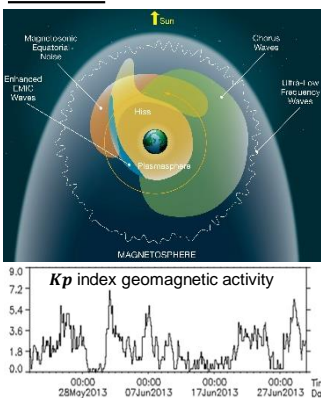 Sun
Magnetosonic
Equatorial
Noise
Chorus
Waves
Enhanced
EMIC
Waves
Ultra-Low
Frequency
Waves
Hiss
Plasmasphere
MAGNETOSPHERE
Kp index geomagnetic activity
9.0
7.2
5.4
3.6
1.8
0.0
00:00 00:00 00:00 00:00 Tim
28May2013 07Jun2013 17Jun2013 27Jun2013 Da